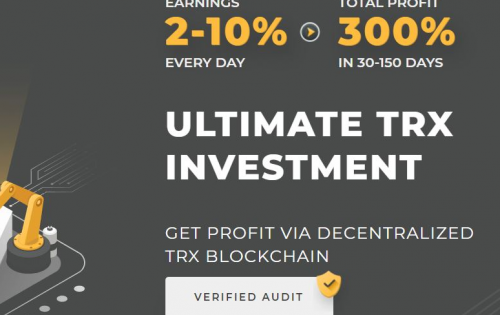 EARNINGS
TOTAL PROFIT
2-10%
300%
EVERY DAY
IN 30-150 DAYS
ULTIMATE TRX
INVESTMENT
GET PROFIT VIA DECENTRALIZED
TRX BLOCKCHAIN
VERIFIED AUDIT